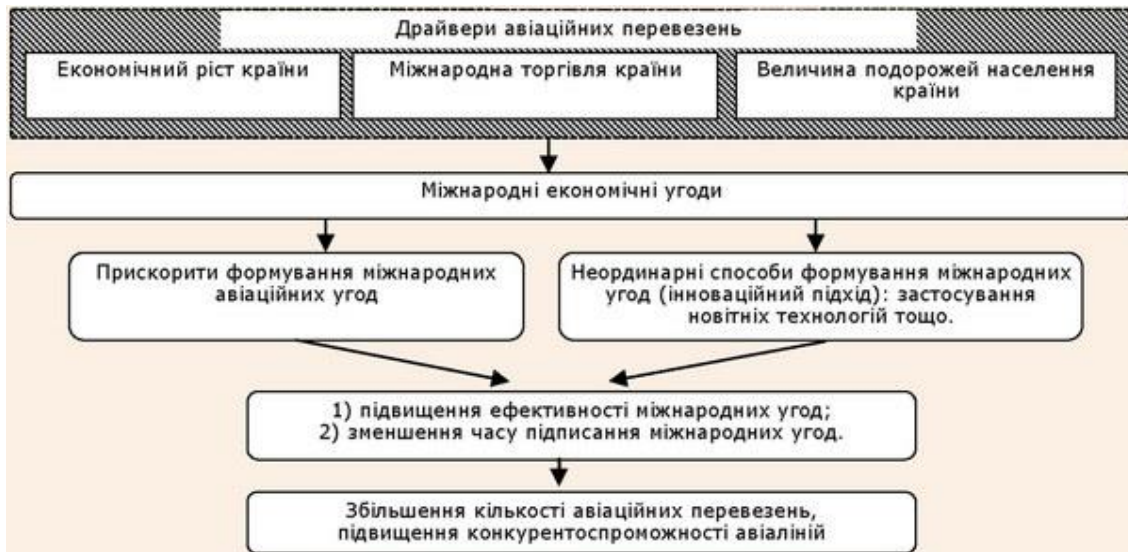 Драйвери авіаційних перевезень
Економічний ріст країни
Міжнародна торгівля країни
Величина подорожей населення
країни
Міжнародні економічні угоди
Прискорити формування міжнародних
авіаційних угод
Неординарні способи формування міжнародних
угод (інноваційний підхід): застосування
новітніх технологій тощо.
1) підвищення ефективності міжнародних угод;
2) зменшення часу підписання міжнародних угод.
Збільшення кількості авіаційних перевезень,
підвищення конкурентоспроможності авіаліній